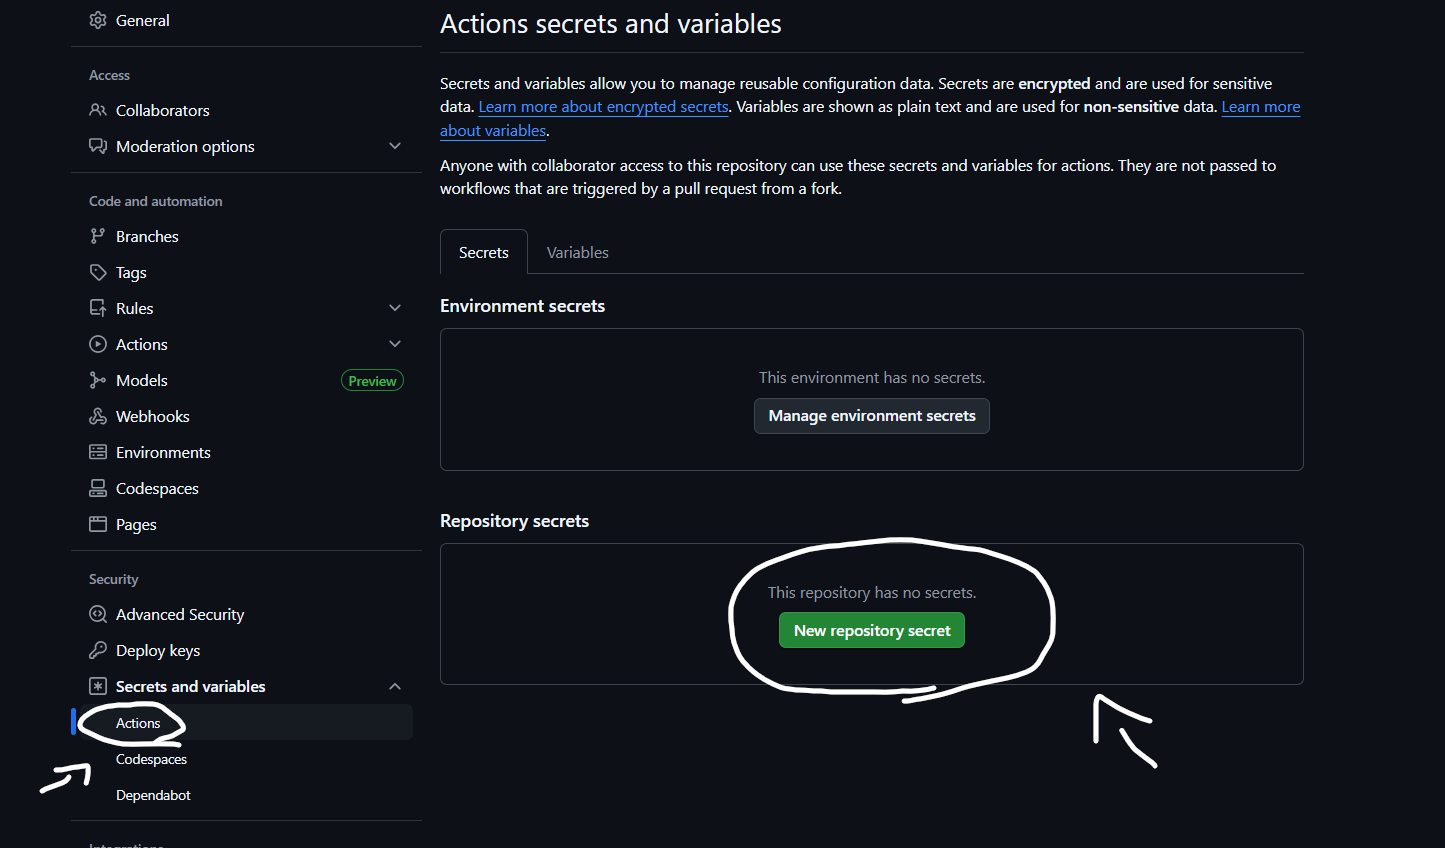 General
Access
Collaborators
Moderation options
Code and automation
Branches
Tags
Rules
Actions
Models
Preview
Webhooks
Environments
Codespaces
Pages
Security
Advanced Security
Deploy keys
Secrets and variables
Actions
Codespaces
Dependabot
Integrations
Actions secrets and variables
Secrets and variables allow you to manage reusable configuration data. Secrets are encrypted and are used for sensitive
data. Learn more about encrypted secrets. Variables are shown as plain text and are used for non-sensitive data. Learn more
about variables.
Anyone with collaborator access to this repository can use these secrets and variables for actions. They are not passed to
workflows that are triggered by a pull request from a fork.
Secrets
Variables
Environment secrets
This environment has no secrets.
Manage environment secrets
Repository secrets
This repository has no secrets.
New repository secret